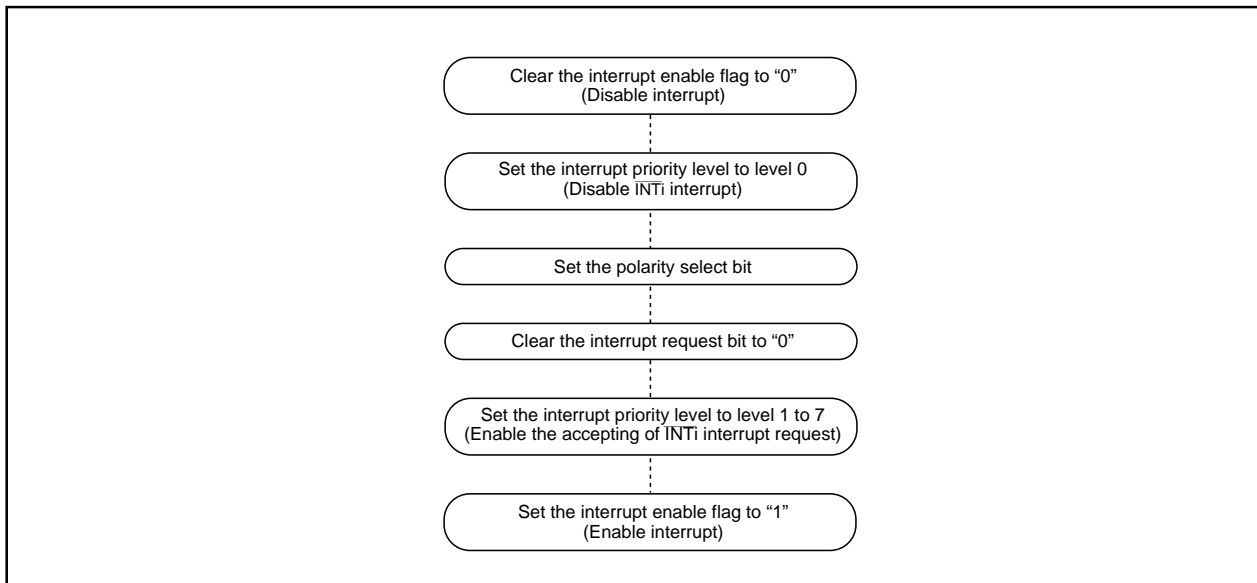 Clear the interrupt enable flag to “0”
(Disable interrupt)
Set the interrupt priority level to level 0
(Disable I̅N̅T̅i interrupt)
Set the polarity select bit
Clear the interrupt request bit to “0”
Set the interrupt priority level to level 1 to 7
(Enable the accepting of I̅N̅T̅i interrupt request)
Set the interrupt enable flag to “1”
(Enable interrupt)